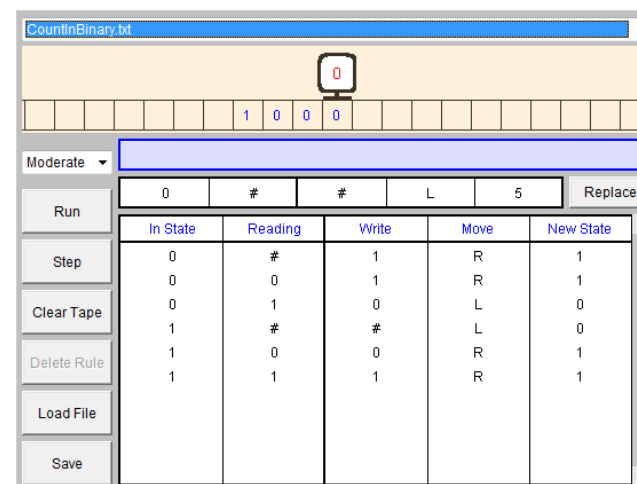 CountInBinary.txt
0
1 0 0 0
Moderate
0 # # L 5 Replace
Run
In State Reading Write Move New State
0 # 1 R 1
Step
0 0 1 R 1
0 1 0 L 0
Clear Tape
1 # # L 0
1 0 0 R 1
Delete Rule
1 1 1 R 1
Load File
Save